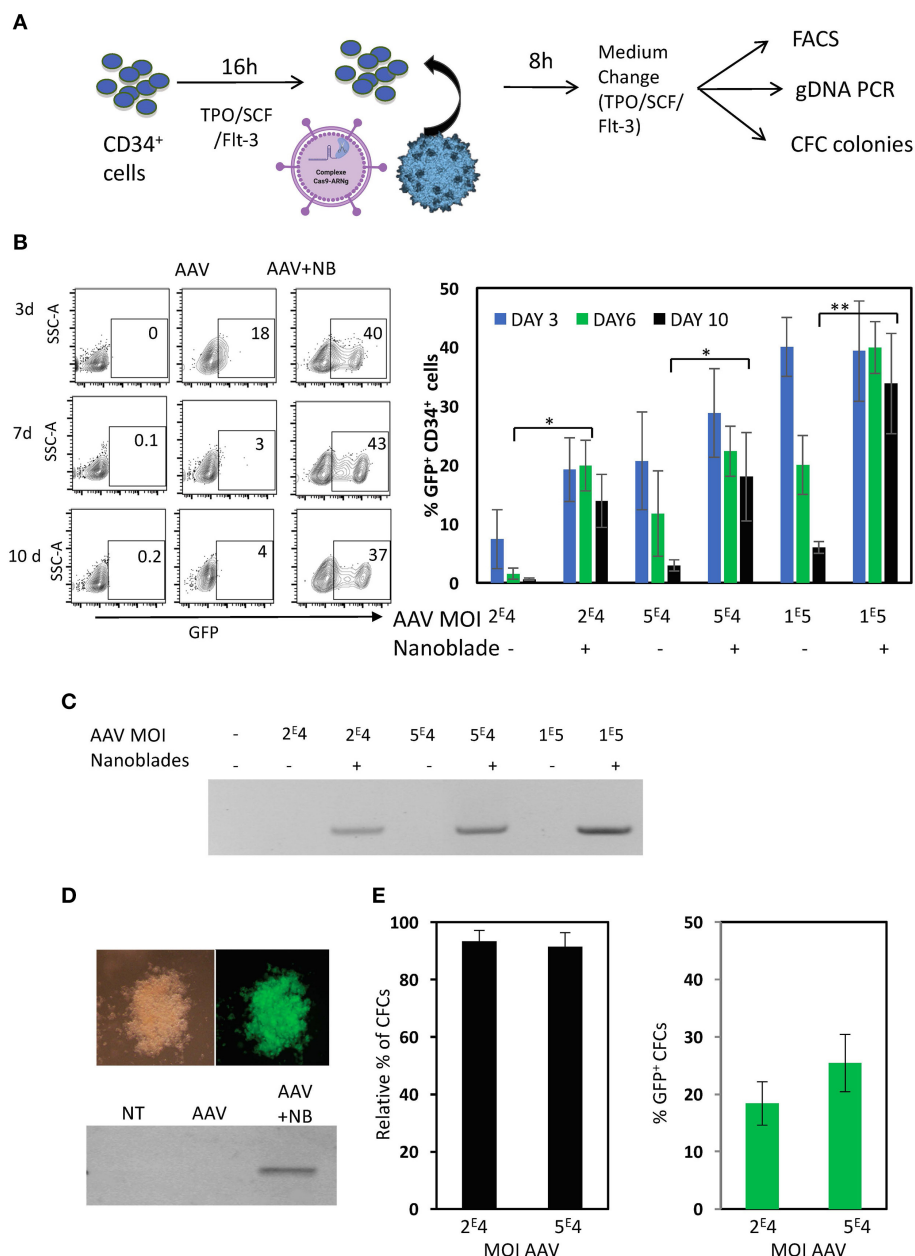 A
16h
TPO/SCF
/Flt-3
CD34+
cells
Complexe
Cas9-ARNg
8h
Medium
Change
(TPO/SCF/
Flt-3)
FACS
gDNA PCR
CFC colonies
B
AAV AAV+NB
3d SSC-A 0 18 40
7d SSC-A 0.1 3 43
10 d SSC-A 0.2 4 37
GFP
% GFP+ CD34+ cells
50
40
30
20
10
0
DAY 3 DAY6 DAY 10
* * **
2E4 2E4 5E4 5E4 1E5 1E5
AAV MOI
Nanoblade - + - + - +
C
AAV MOI - 2E4 2E4 5E4 5E4 1E5 1E5
Nanoblades - - + - + - +
D
NT AAV AAV
+NB
E
Relative % of CFCs
100
80
60
40
20
0
2E4 5E4
MOI AAV
% GFP+ CFCs
50
40
30
20
10
0
2E4 5E4
MOI AAV